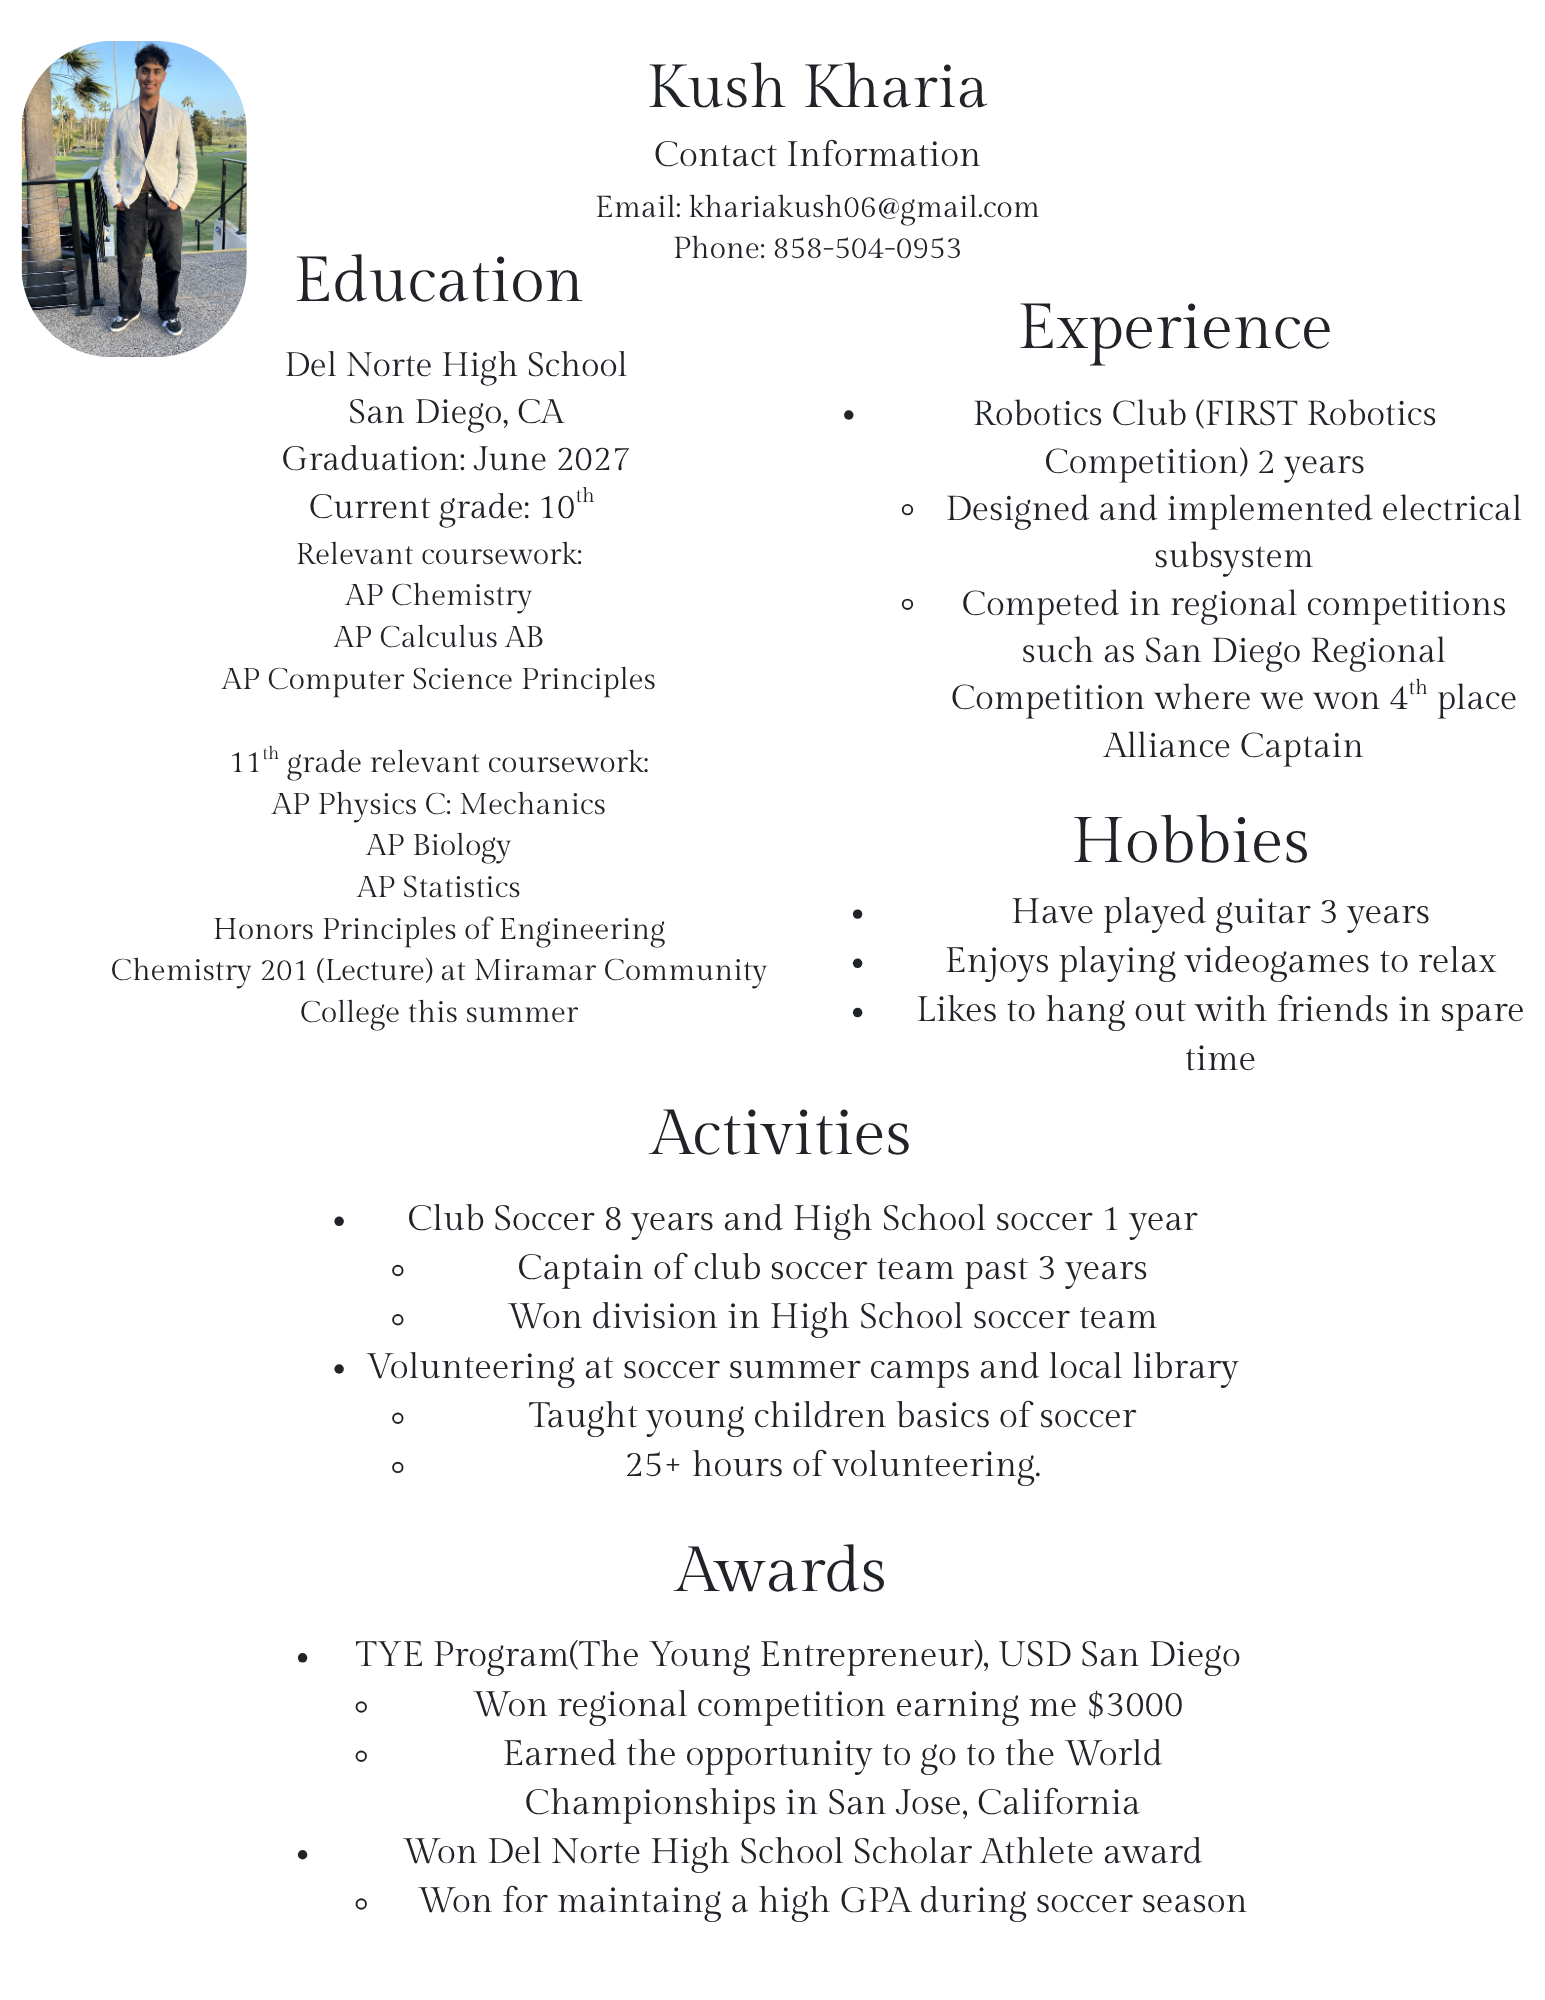 Kush Kharia
Contact Information
Email: khariakush06@gmail.com
Phone: 858-504-0953
Education
Del Norte High School
San Diego, CA
Graduation: June 2027
Current grade: 10th
Relevant coursework:
AP Chemistry
AP Calculus AB
AP Computer Science Principles
11th grade relevant coursework:
AP Physics C: Mechanics
AP Biology
AP Statistics
Honors Principles of Engineering
Chemistry 201 (Lecture) at Miramar Community
College this summer
Experience
• Robotics Club (FIRST Robotics
Competition) 2 years
◦ Designed and implemented electrical
subsystem
◦ Competed in regional competitions
such as San Diego Regional
Competition where we won 4th place
Alliance Captain
Hobbies
• Have played guitar 3 years
• Enjoys playing videogames to relax
• Likes to hang out with friends in spare
time
Activities
• Club Soccer 8 years and High School soccer 1 year
◦ Captain of club soccer team past 3 years
◦ Won division in High School soccer team
• Volunteering at soccer summer camps and local library
◦ Taught young children basics of soccer
◦ 25+ hours of volunteering.
Awards
• TYE Program(The Young Entrepreneur), USD San Diego
◦ Won regional competition earning me $3000
◦ Earned the opportunity to go to the World
Championships in San Jose, California
• Won Del Norte High School Scholar Athlete award
◦ Won for maintaing a high GPA during soccer season